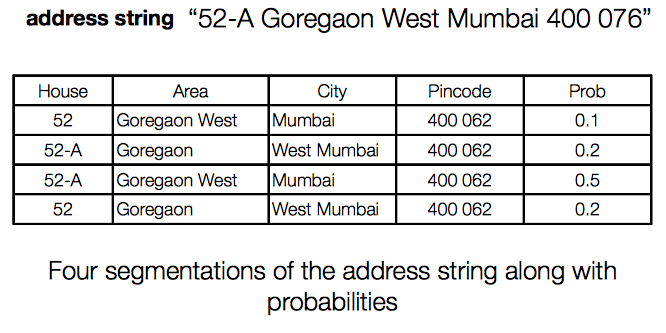 address string “52-A Goregaon West Mumbai 400 076”
House Area City Pincode Prob
52 Goregaon West Mumbai 400 062 0.1
52-A Goregaon West Mumbai 400 062 0.2
52-A Goregaon West Mumbai 400 062 0.5
52 Goregaon West Mumbai 400 062 0.2
Four segmentations of the address string along with
probabilities